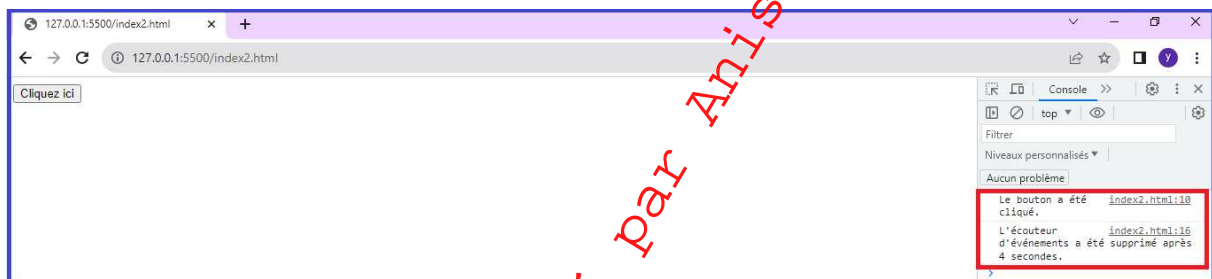 127.0.0.1:5500/index2.html
127.0.0.1:5500/index2.html
Cliquez ici
Console
top
Filtrer
Niveaux personnalisés
Aucun problème
Le bouton a été index2.html:10
cliqué.
L'écouteur index2.html:16
d'événements a été supprimé après
4 secondes.
y
par Anis